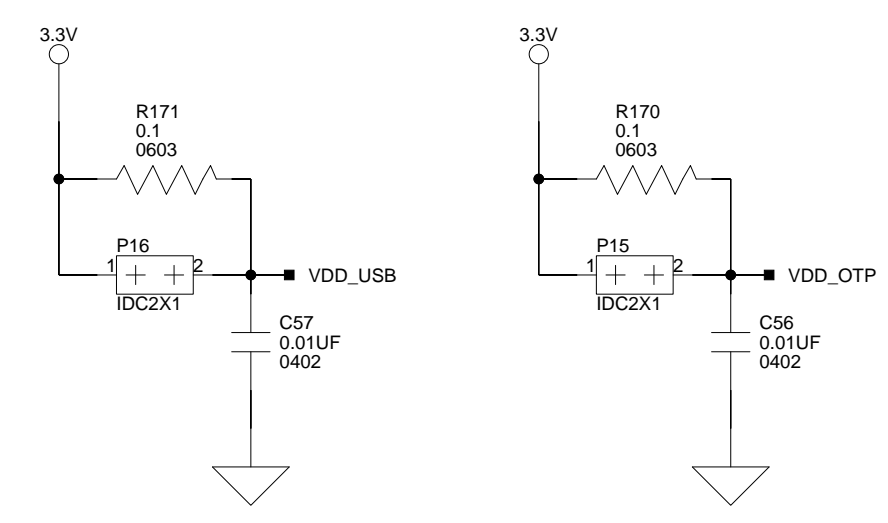 3.3V
R171
0.1
0603
P16
1
2
IDC2X1
VDD_USB
C57
0.01UF
0402
3.3V
R170
0.1
0603
P15
1
2
IDC2X1
VDD_OTP
C56
0.01UF
0402